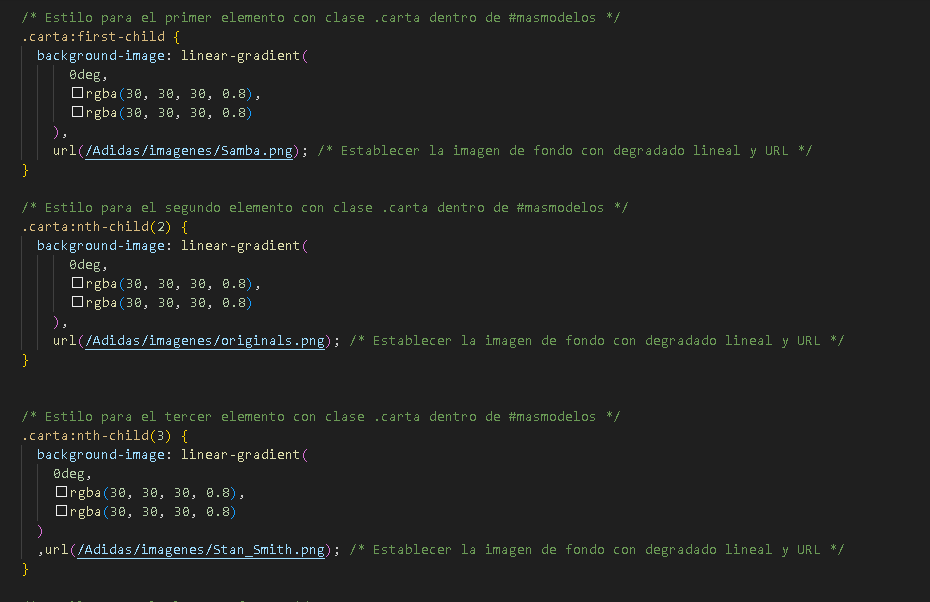 /* Estilo para el primer elemento con clase .carta dentro de #masmodelos */
.carta:first-child {
background-image: linear-gradient(
0deg,
rgba(30, 30, 30, 0.8),
rgba(30, 30, 30, 0.8)
),
url(/Adidas/imagenes/Samba.png); /* Establecer la imagen de fondo con degradado lineal y URL */
}
/* Estilo para el segundo elemento con clase .carta dentro de #masmodelos */
.carta:nth-child(2) {
background-image: linear-gradient(
0deg,
rgba(30, 30, 30, 0.8),
rgba(30, 30, 30, 0.8)
),
url(/Adidas/imagenes/originals.png); /* Establecer la imagen de fondo con degradado lineal y URL */
}
/* Estilo para el tercer elemento con clase .carta dentro de #masmodelos */
.carta:nth-child(3) {
background-image: linear-gradient(
0deg,
rgba(30, 30, 30, 0.8),
rgba(30, 30, 30, 0.8)
)
,url(/Adidas/imagenes/Stan_Smith.png); /* Establecer la imagen de fondo con degradado lineal y URL */
}